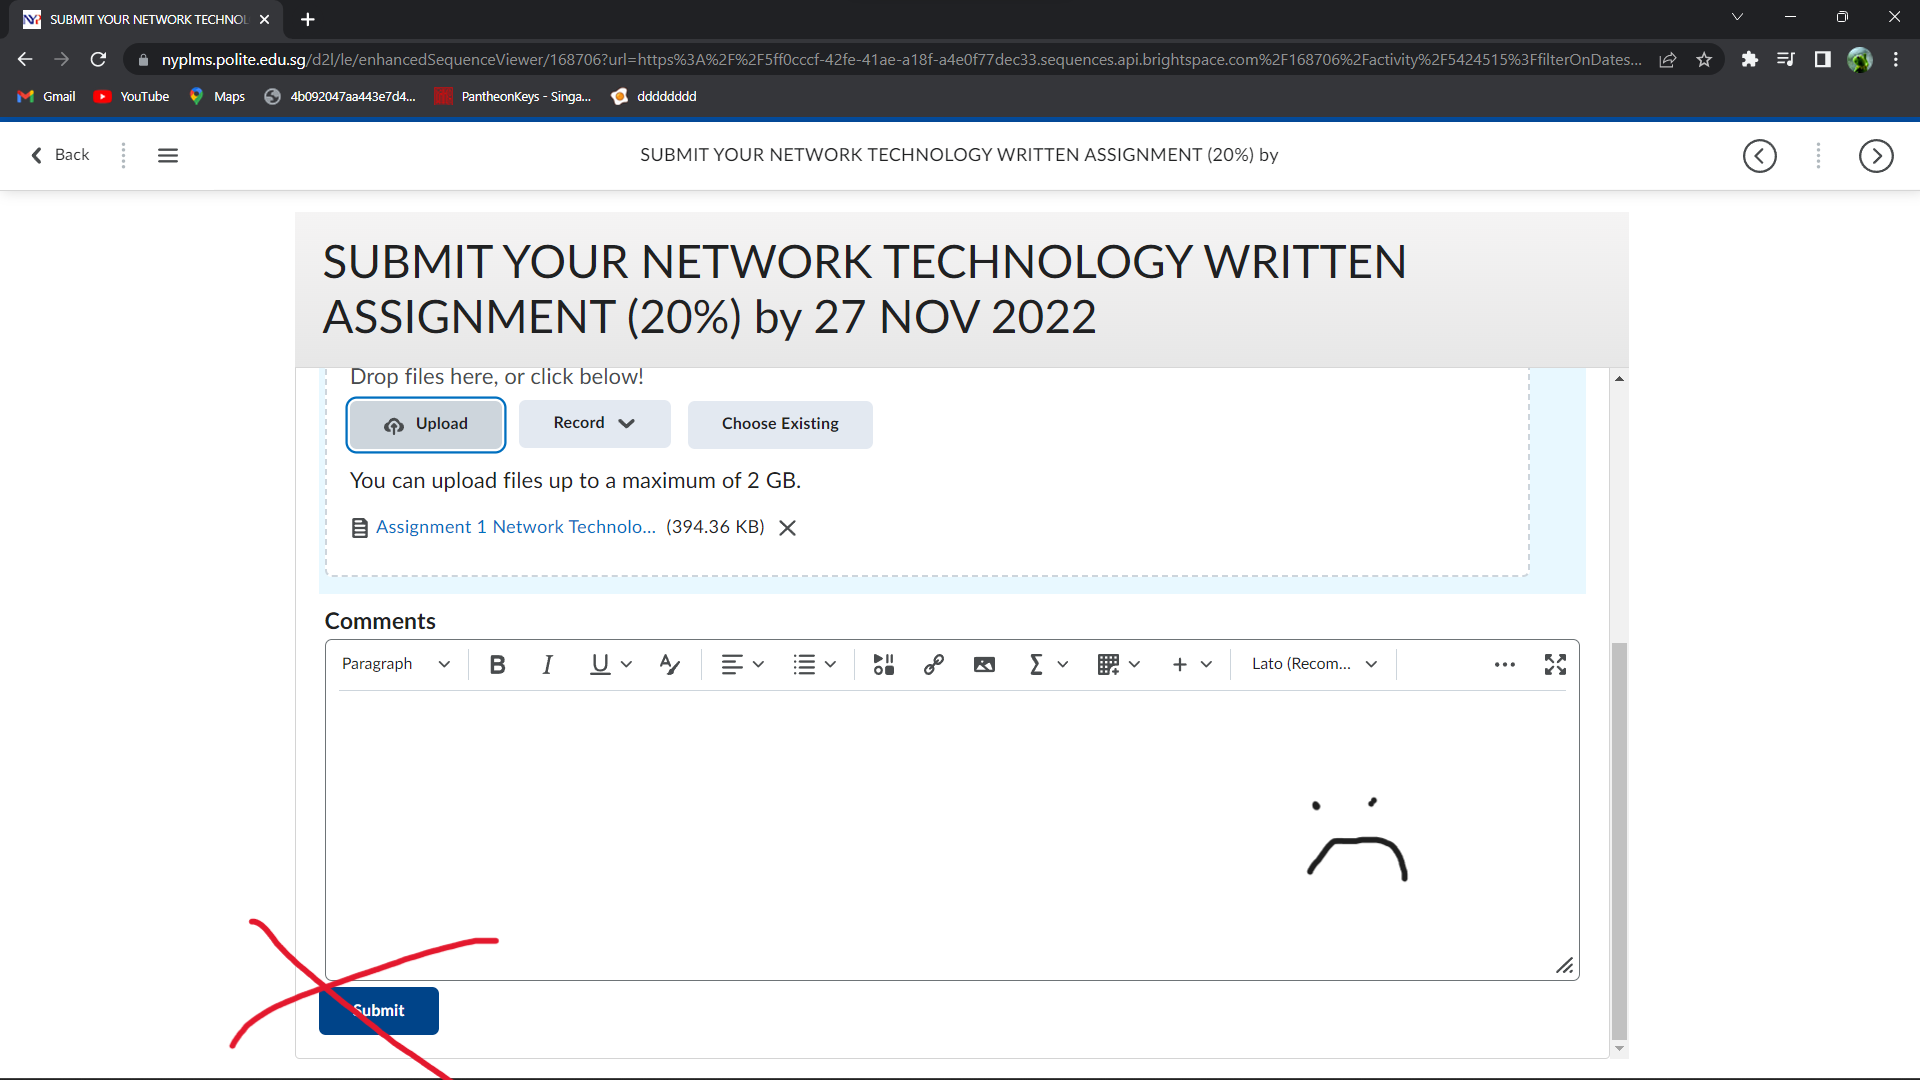 SUBMIT YOUR NETWORK TECHNOL
nyplms.polite.edu.sg/d2l/le/enhancedSequenceViewer/168706?url=https%3A%2F%2F5ff0cccf-42fe-41ae-a18f-a4e0f77dec33.sequences.api.brightspace.com%2F168706%2Factivity%2F5424515%3FfilterOnDates...
Gmail YouTube Maps 4b092047aa443e7d4... PantheonKeys - Singa... dddddddd
Back SUBMIT YOUR NETWORK TECHNOLOGY WRITTEN ASSIGNMENT (20%) by
SUBMIT YOUR NETWORK TECHNOLOGY WRITTEN
ASSIGNMENT (20%) by 27 NOV 2022
Drop files here, or click below!
Upload Record Choose Existing
You can upload files up to a maximum of 2 GB.
Assignment 1 Network Technolo... (394.36 KB)
Comments
Paragraph B I U Lato (Recom...
Submit